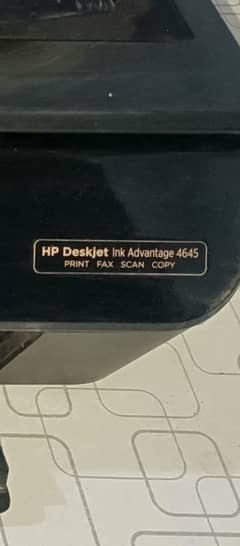 HP Deskjet Ink Advantage 4645
PRINT FAX SCAN COPY